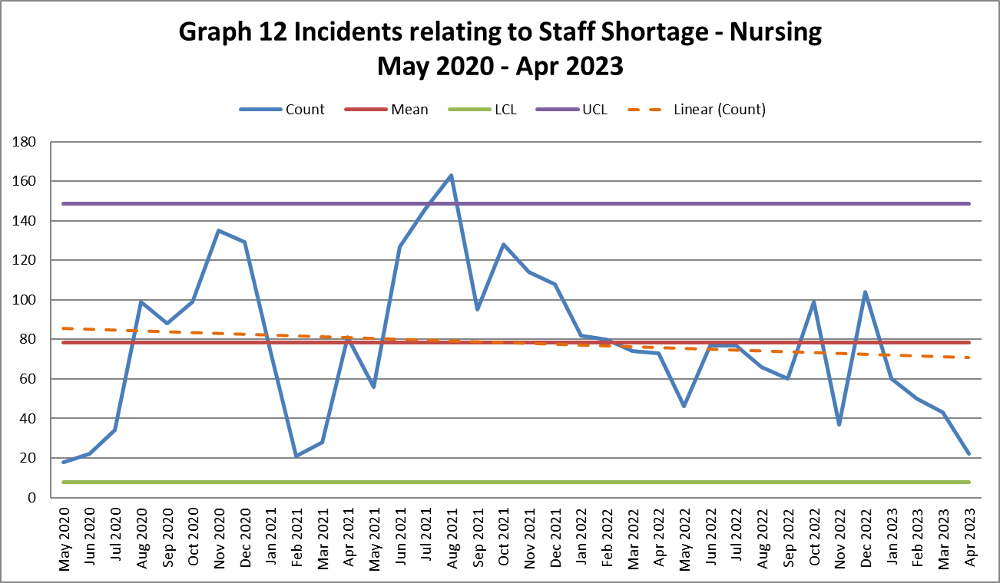 Graph 12 Incidents relating to Staff Shortage - Nursing
May 2020 - Apr 2023
Count Mean LCL UCL Linear (Count)
180
160
140
120
100
80
60
40
20
0
May 2020
Jun 2020
Jul 2020
Aug 2020
Sep 2020
Oct 2020
Nov 2020
Dec 2020
Jan 2021
Feb 2021
Mar 2021
Apr 2021
May 2021
Jun 2021
Jul 2021
Aug 2021
Sep 2021
Oct 2021
Nov 2021
Dec 2021
Jan 2022
Feb 2022
Mar 2022
Apr 2022
May 2022
Jun 2022
Jul 2022
Aug 2022
Sep 2022
Oct 2022
Nov 2022
Dec 2022
Jan 2023
Feb 2023
Mar 2023
Apr 2023